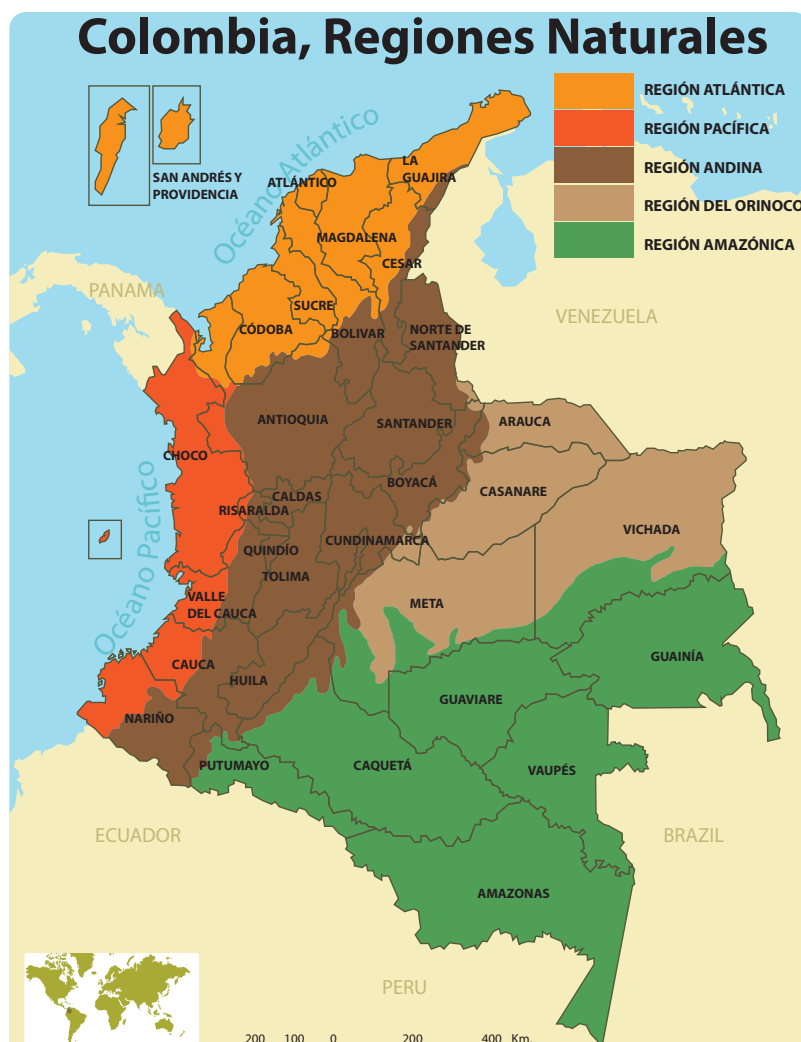 Colombia, Regiones Naturales
REGIÓN ATLÁNTICA
REGIÓN PACÍFICA
REGIÓN ANDINA
REGIÓN DEL ORINOCO
REGIÓN AMAZÓNICA
SAN ANDRÉS Y
PROVIDENCIA
Océano Atlántico
LA
GUAJIRA
ATLÁNTICO
MAGDALENA
CESAR
PANAMA
SUCRE
VENEZUELA
CÓDOBA
BOLIVAR
NORTE DE
SANTANDER
ANTIOQUIA
SANTANDER
ARAUCA
CHOCO
BOYACÁ
CASANARE
CALDAS
RISARALDA
VICHADA
Océano Pacífico
CUNDINAMARCA
QUINDÍO
TOLIMA
VALLE
DEL CAUCA
META
CAUCA
GUAINÍA
HUILA
GUAVIARE
NARIÑO
PUTUMAYO
CAQUETÁ
VAUPÉS
ECUADOR
BRAZIL
AMAZONAS
PERU
200 100 0 200 400 Km.